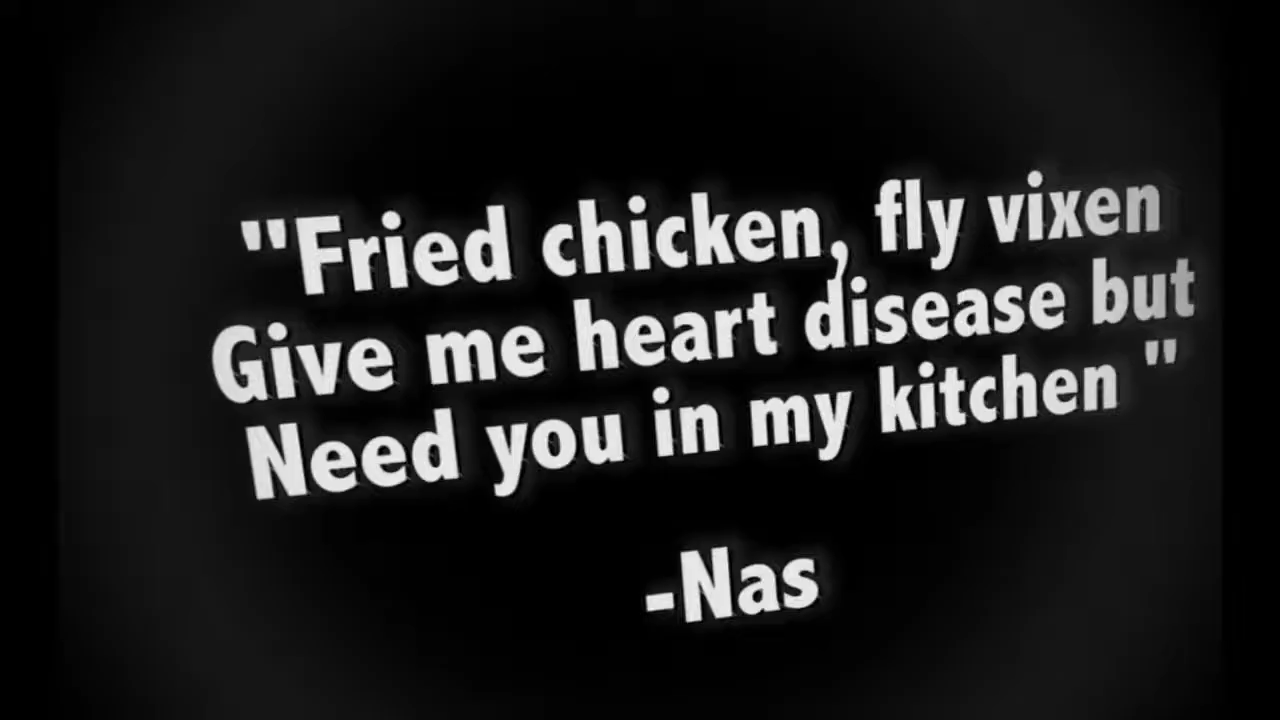 "Fried chicken, fly vixen
Give me heart disease but
Need you in my kitchen "
-Nas